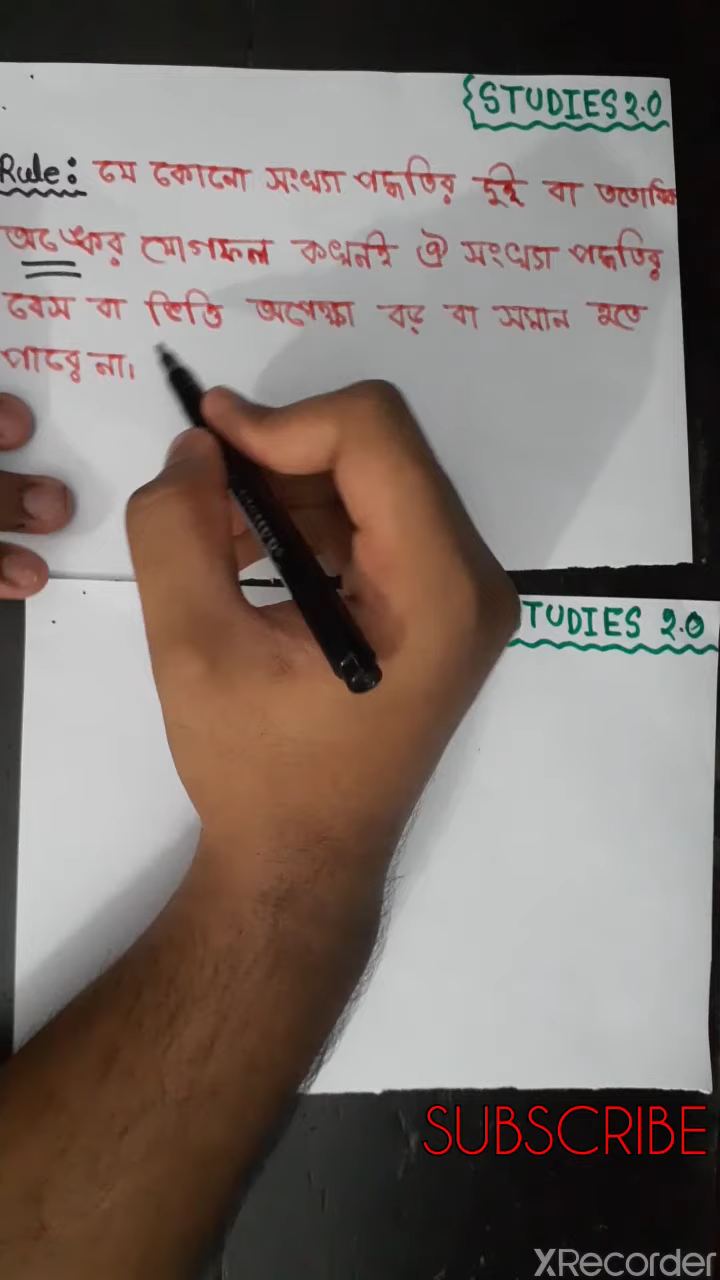 {STUDIES 2.0
Rule: যে কোনো সংখ্যা পদ্ধতির দুই বা ততোধিক
অঙ্কের যোগফল কখনই ঐ সংখ্যা পদ্ধতির
বেস বা ভিত্তি অপেক্ষা বড় বা সমান হতে
পারবে না।
TUDIES 2.0
SUBSCRIBE
XRecorder